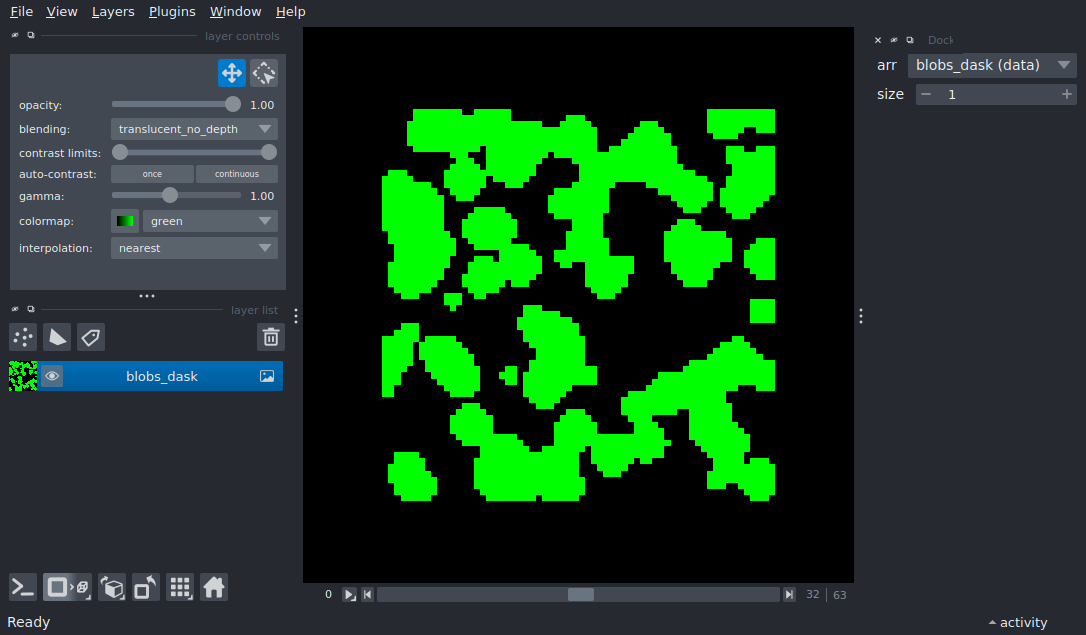 File View Layers Plugins Window Help
layer controls
opacity: 1.00
blending: translucent_no_depth
contrast limits:
auto-contrast: once continuous
gamma: 1.00
colormap: green
interpolation: nearest
layer list
blobs_dask
Dock
arr blobs_dask (data)
size 1
0 32 63
Ready
activity